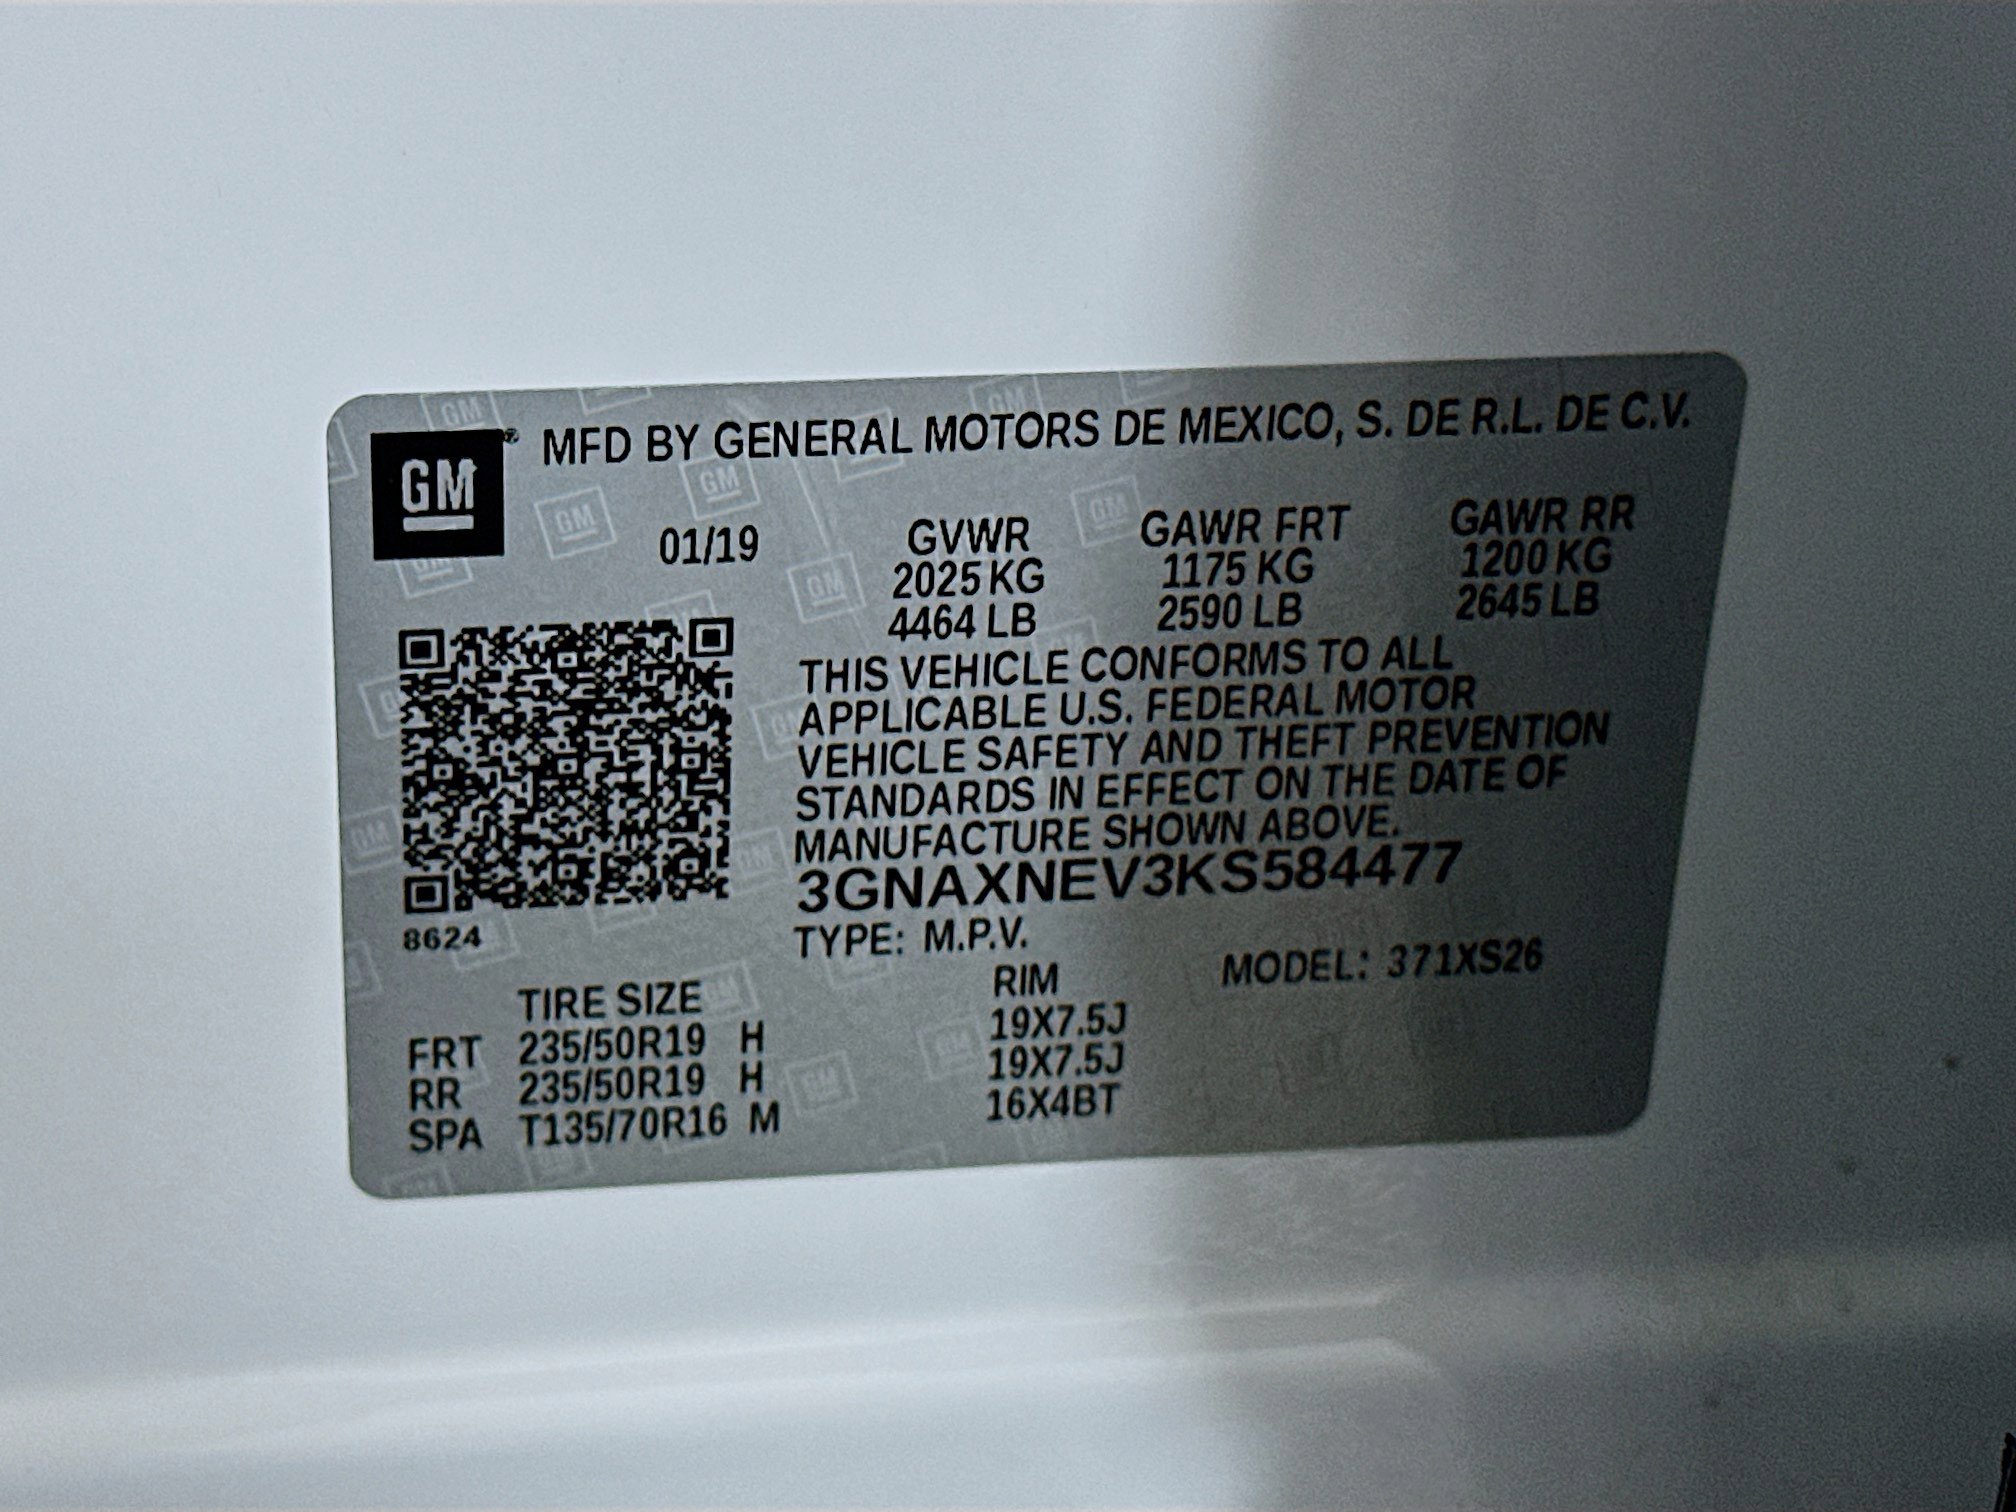 GM
MFD BY GENERAL MOTORS DE MEXICO, S. DE R.L. DE C.V.
01/19 GVWR GAWR FRT GAWR RR
2025 KG 1175 KG 1200 KG
4464 LB 2590 LB 2645 LB
THIS VEHICLE CONFORMS TO ALL
APPLICABLE U.S. FEDERAL MOTOR
VEHICLE SAFETY AND THEFT PREVENTION
STANDARDS IN EFFECT ON THE DATE OF
MANUFACTURE SHOWN ABOVE.
3GNAXNEV3KS584477
8624
TYPE: M.P.V. MODEL: 371XS26
TIRE SIZE RIM
FRT 235/50R19 H 19X7.5J
RR 235/50R19 H 19X7.5J
SPA T135/70R16 M 16X4BT